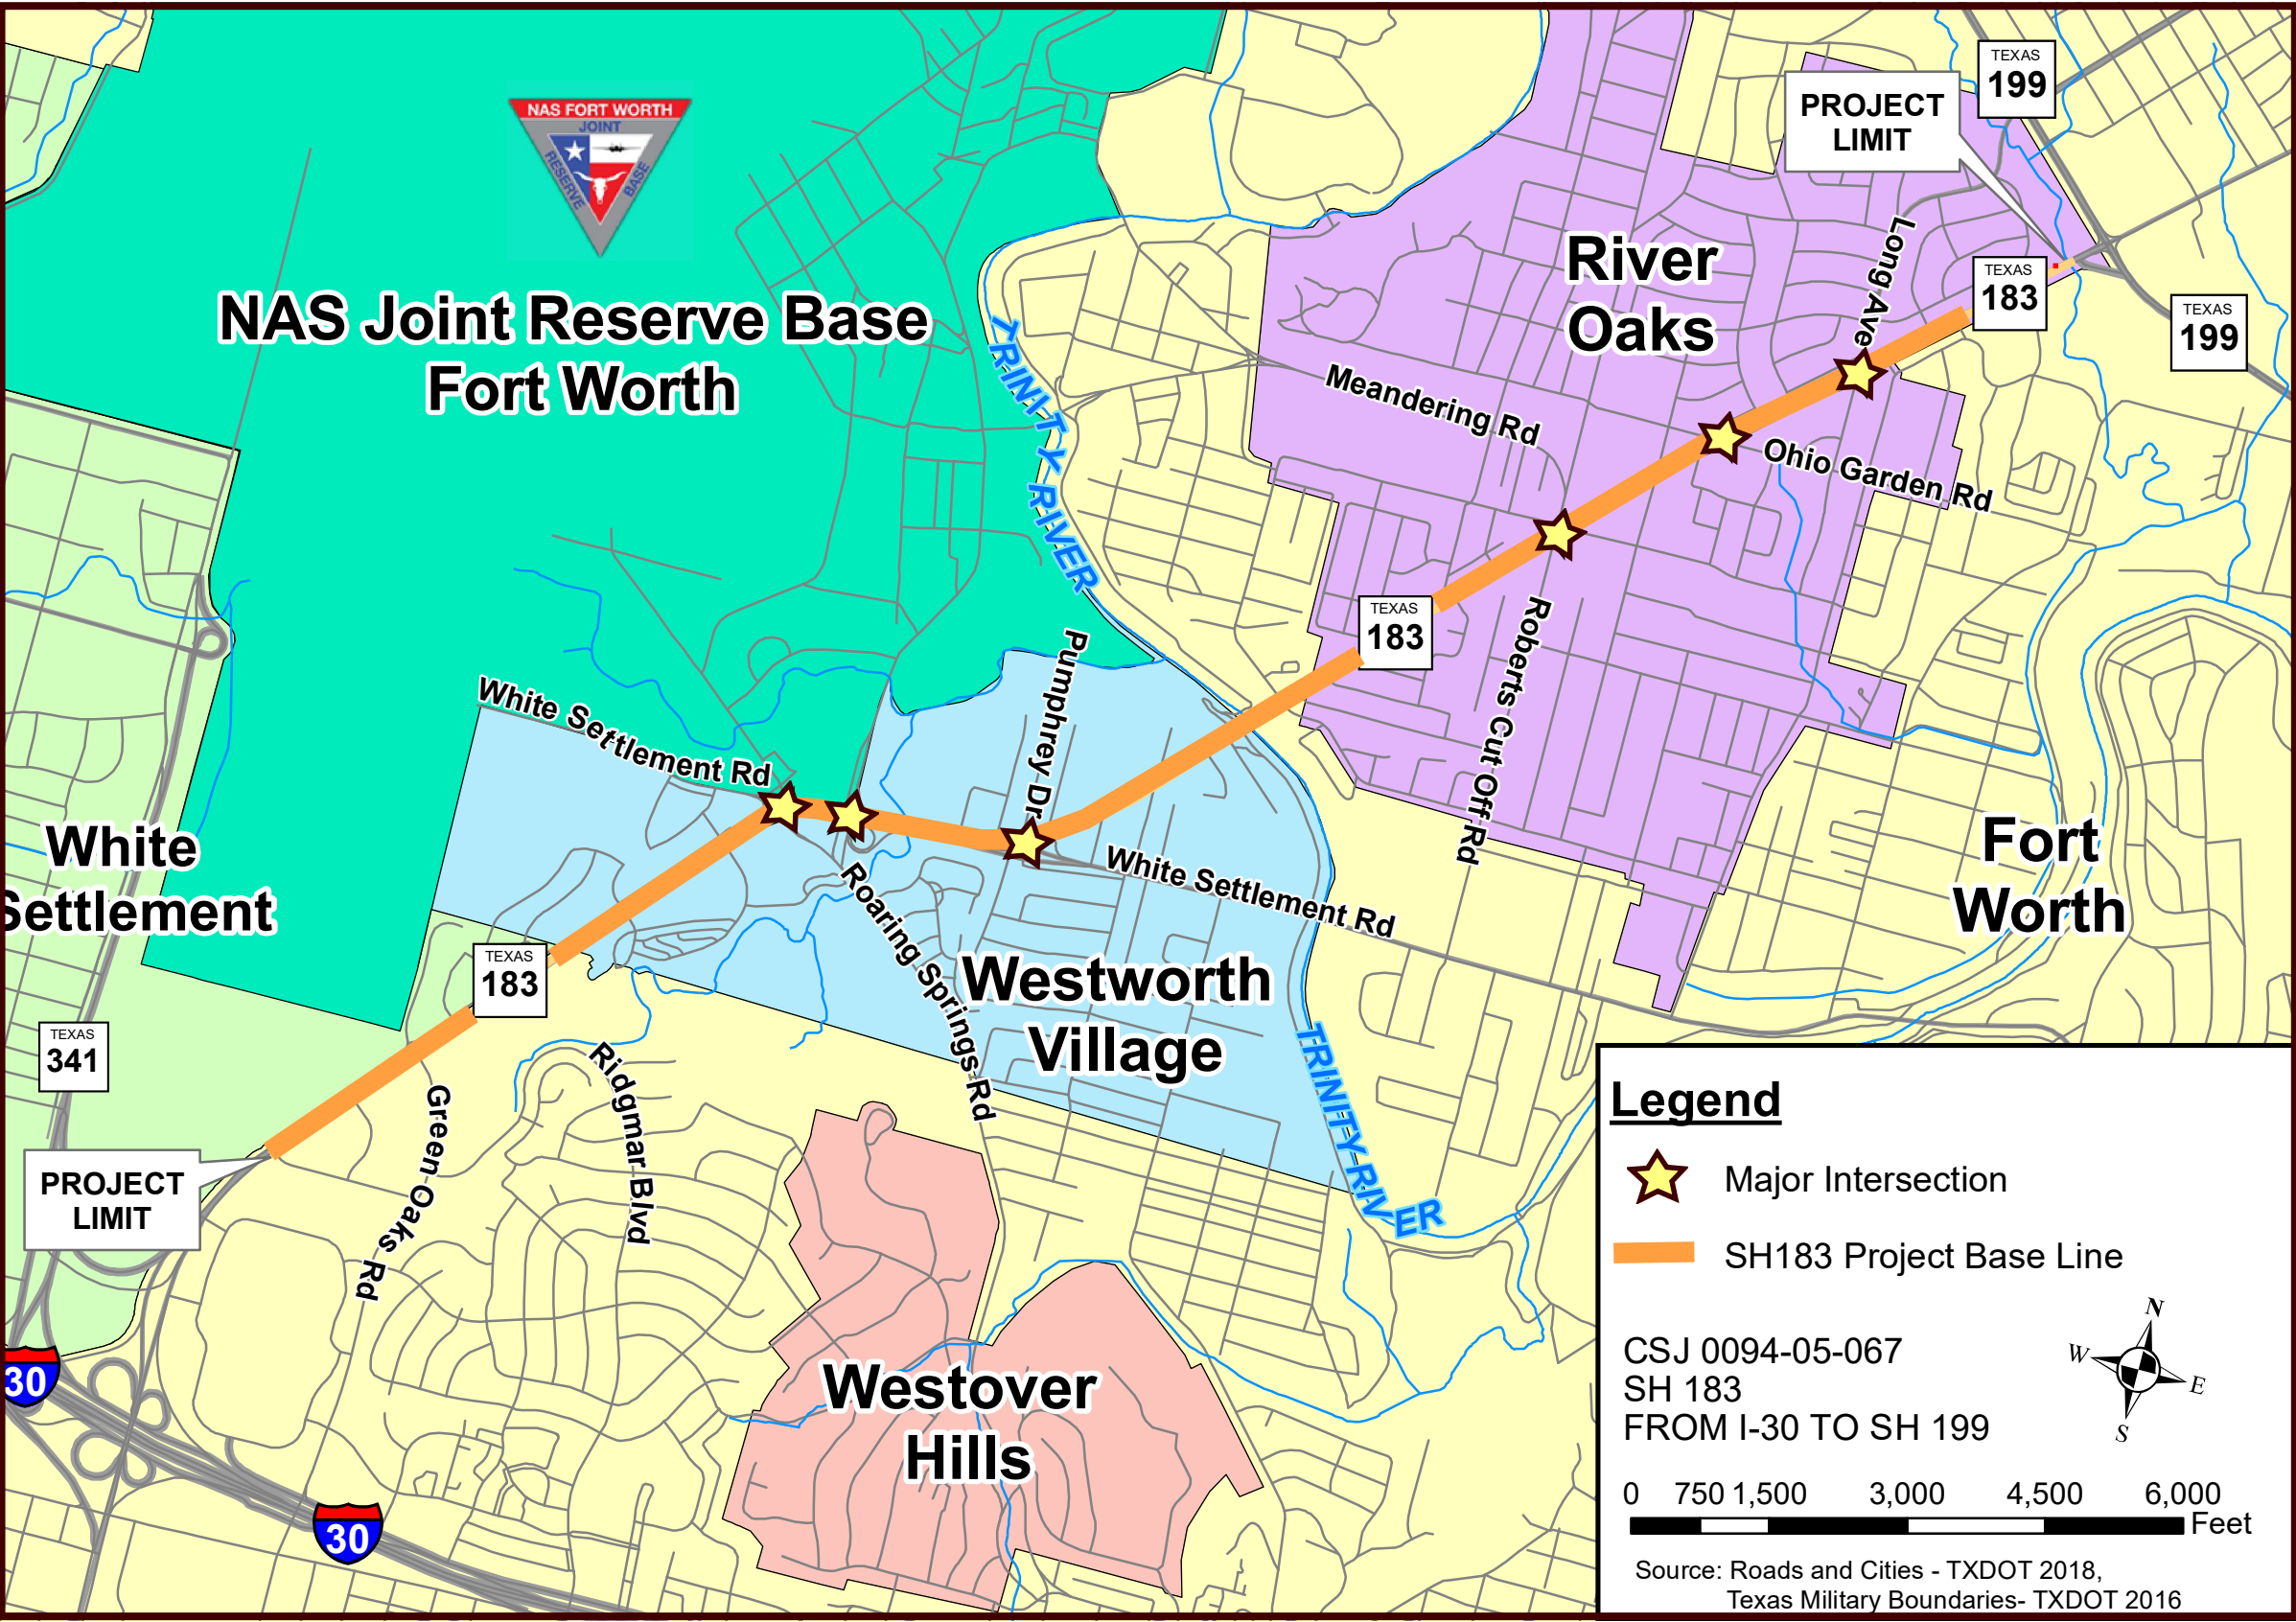 TEXAS
199
PROJECT
LIMIT
NAS FORT WORTH
JOINT
RESERVE
BASE
NAS Joint Reserve Base
Fort Worth
TRINITY RIVER
River
Oaks
Long Ave
TEXAS
183
TEXAS
199
Meandering Rd
Ohio Garden Rd
TEXAS
183
Roberts Cut Off Rd
Pumphrey Dr
White Settlement Rd
White
Settlement
White Settlement Rd
Fort
Worth
Roaring Springs Rd
TEXAS
183
Westworth
Village
TEXAS
341
Ridgmar Blvd
Green Oaks Rd
TRINITY RIVER
PROJECT
LIMIT
Westover
Hills
30
30
Legend
Major Intersection
SH183 Project Base Line
N
W
E
S
CSJ 0094-05-067
SH 183
FROM I-30 TO SH 199
0 750 1,500 3,000 4,500 6,000
Feet
Source: Roads and Cities - TXDOT 2018,
Texas Military Boundaries- TXDOT 2016